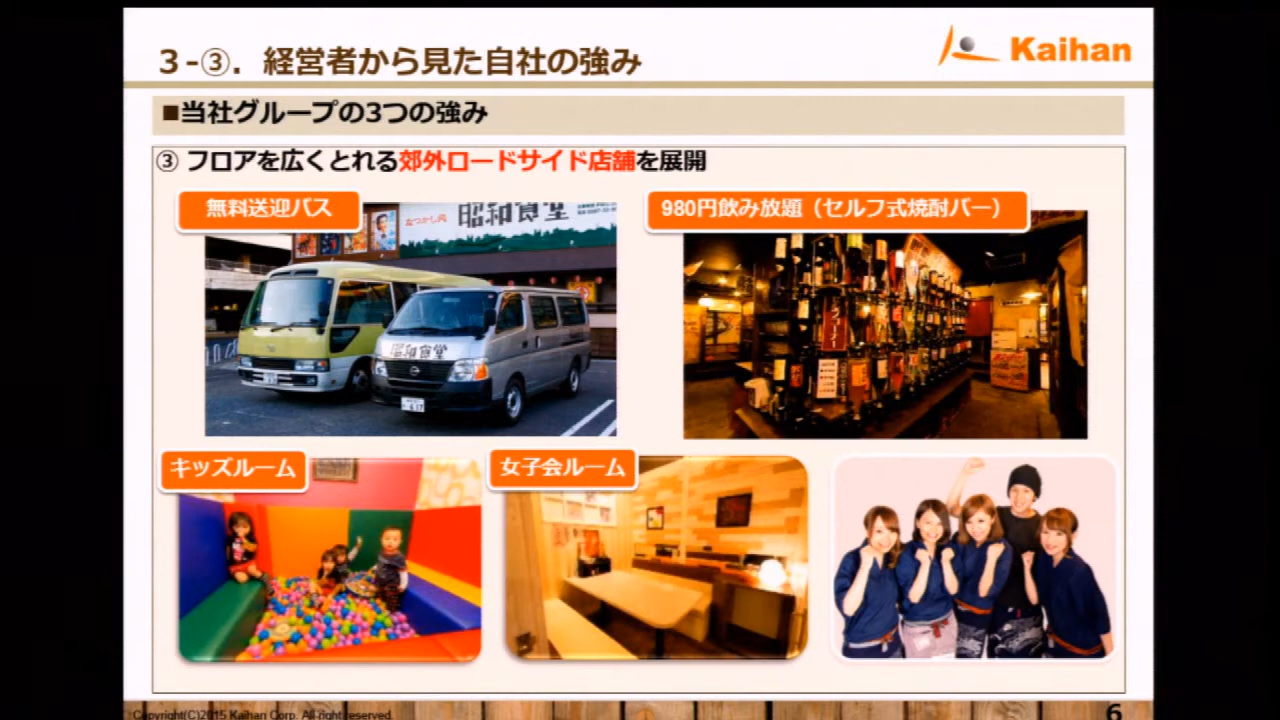 3-③. 経営者から見た自社の強み
Kaihan
■当社グループの3つの強み
③ フロアを広くとれる郊外ロードサイド店舗を展開
無料送迎バス
980円飲み放題（セルフ式焼酎バー）
昭和食堂
昭和食堂
キッズルーム
女子会ルーム
Copyright(C)2015 Kaihan Corp. All right reserved.
6